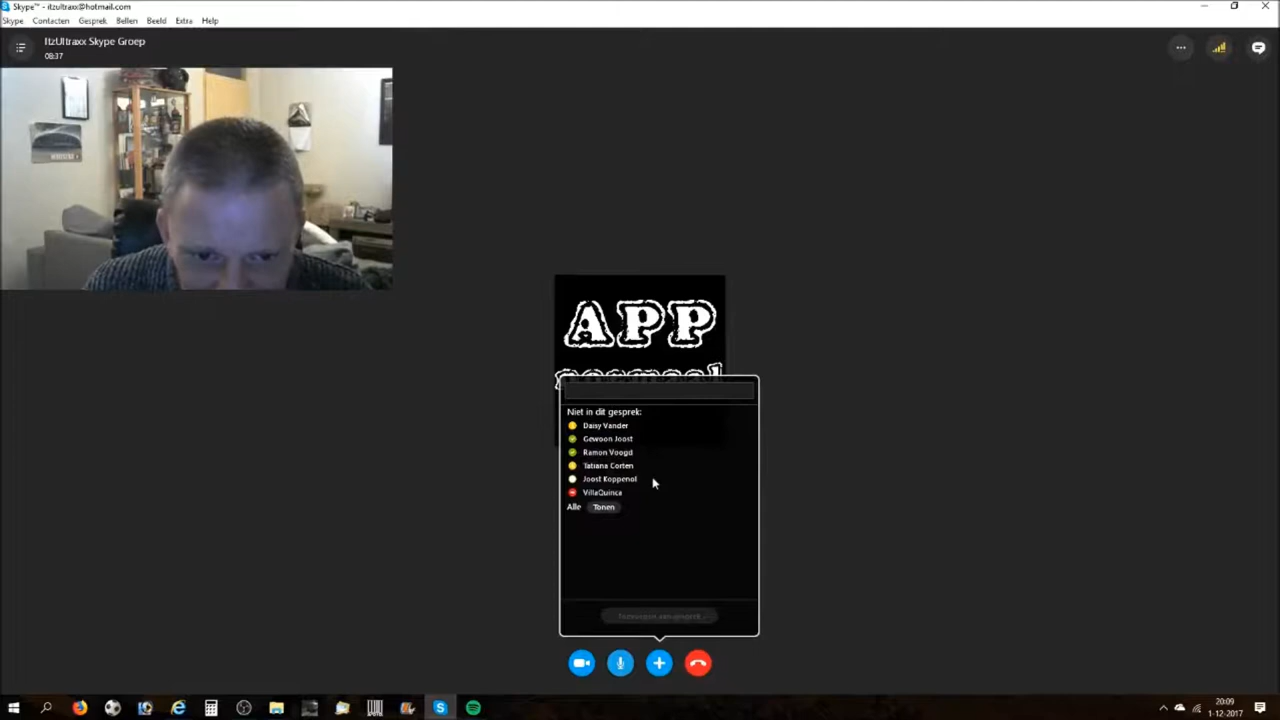 Skype™ - itzultraxx@hotmail.com
Skype Contacten Gesprek Bellen Beeld Extra Help
ItzUltraxx Skype Groep
08:37
APP
Niet in dit gesprek:
Daisy Vander
Gewoon Joost
Ramon Voogd
Tatiana Corten
Joost Koppenol
VillaQuinca
Alle Tonen
20:09
1-12-2017